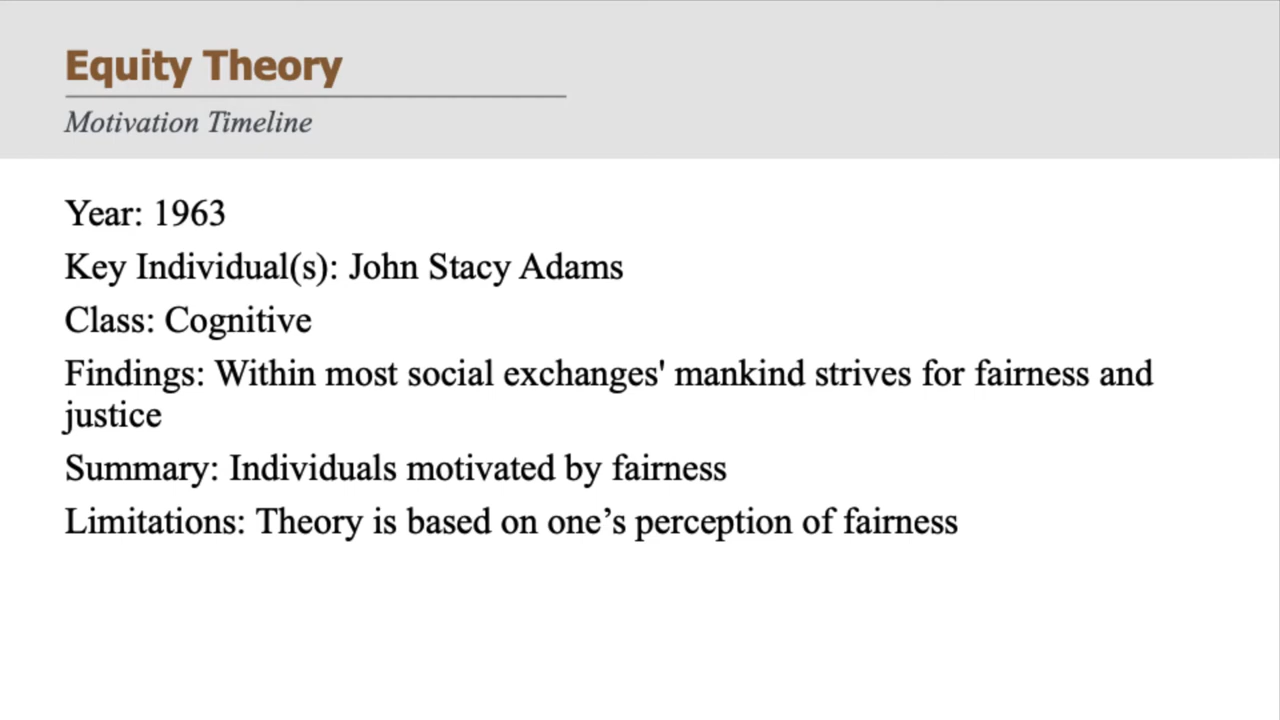 Equity Theory
Motivation Timeline
Year: 1963
Key Individual(s): John Stacy Adams
Class: Cognitive
Findings: Within most social exchanges' mankind strives for fairness and
justice
Summary: Individuals motivated by fairness
Limitations: Theory is based on one’s perception of fairness